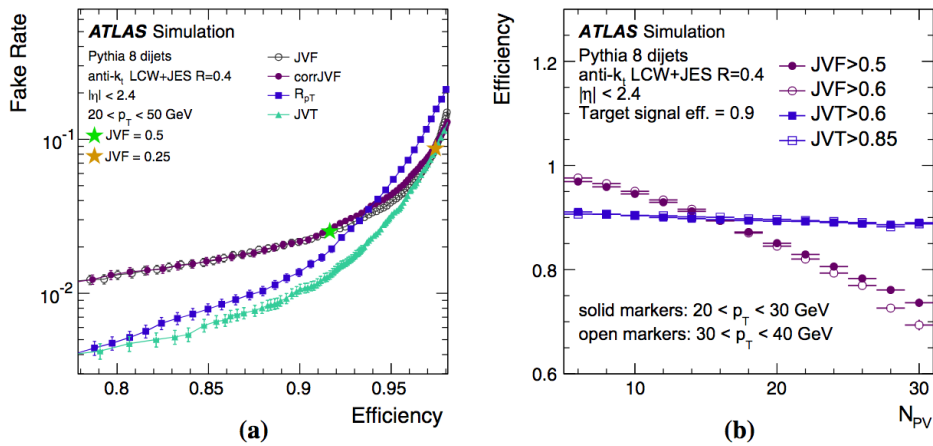 ATLAS Simulation
Pythia 8 dijets
anti-kt LCW+JES R=0.4
|η| < 2.4
20 < pT < 50 GeV
JVF = 0.5
JVF = 0.25
JVF
corrJVF
RpT
JVT
Fake Rate
10⁻¹
10⁻²
0.8 0.85 0.9 0.95
Efficiency
(a)
ATLAS Simulation
Pythia 8 dijets
anti-kt LCW+JES R=0.4
|η| < 2.4
Target signal eff. = 0.9
JVF>0.5
JVF>0.6
JVT>0.6
JVT>0.85
Efficiency
1.2
1
0.8
0.6
solid markers: 20 < pT < 30 GeV
open markers: 30 < pT < 40 GeV
10 15 20 25 30
NPV
(b)